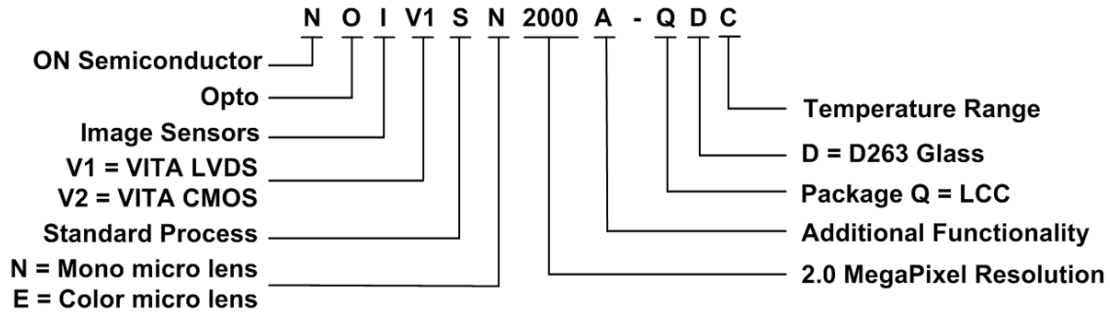 N O I V1 S N 2000 A - Q D C
ON Semiconductor
Opto
Image Sensors
V1 = VITA LVDS
V2 = VITA CMOS
Standard Process
N = Mono micro lens
E = Color micro lens
Temperature Range
D = D263 Glass
Package Q = LCC
Additional Functionality
2.0 MegaPixel Resolution